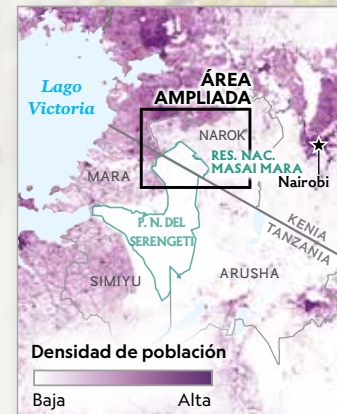 Lago
Victoria
ÁREA
AMPLIADA
NAROK
RES. NAC.
MASAI MARA
Nairobi
MARA
KENIA
TANZANIA
P. N. DEL
SERENGETI
SIMIYU
ARUSHA
Densidad de población
Baja
Alta